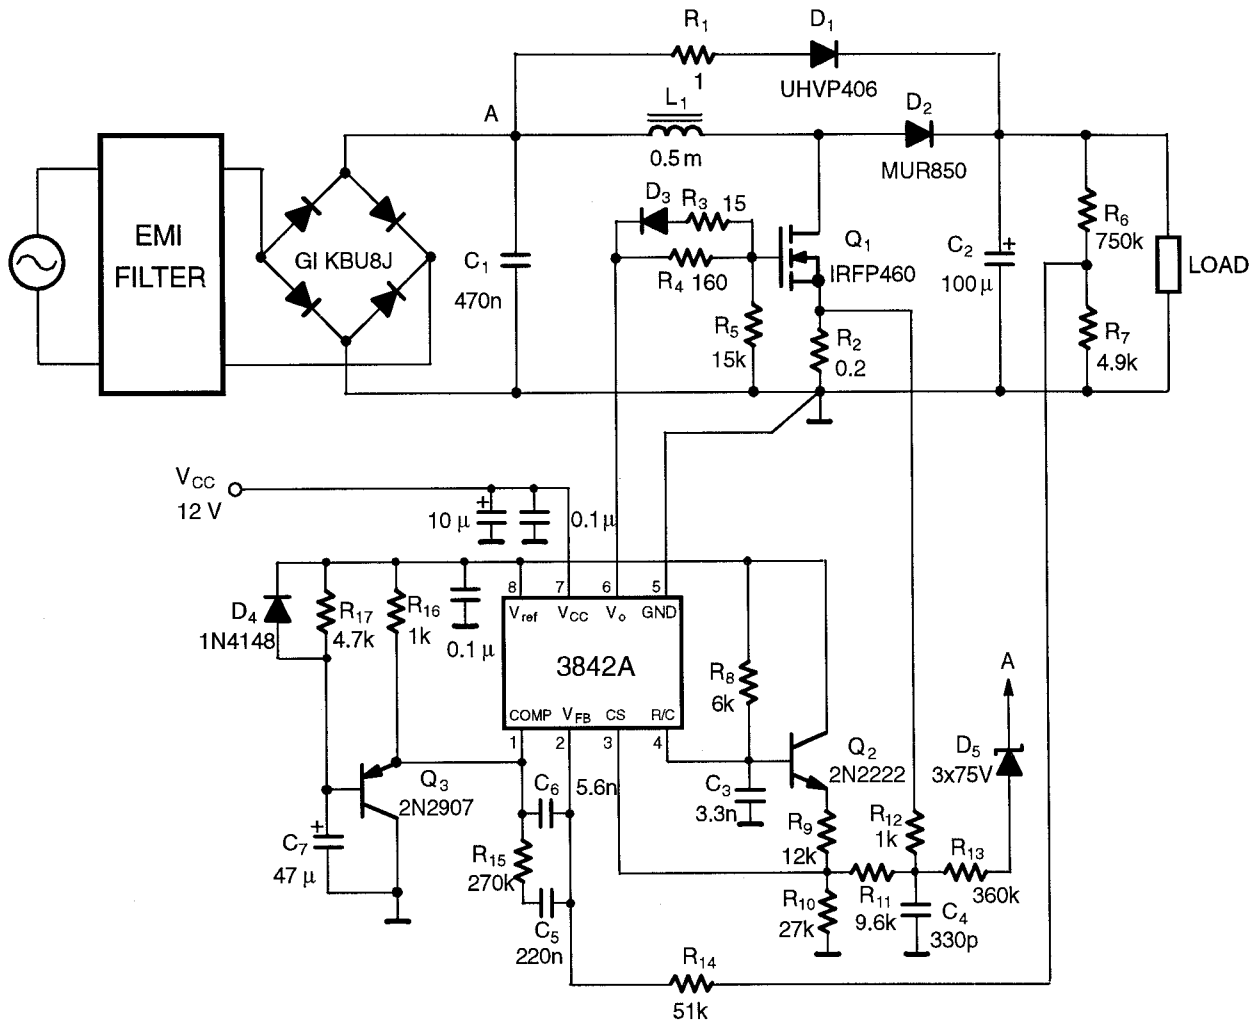 R1
1
D1
UHVP406
A
L1
0.5 m
D2
MUR850
EMI
FILTER
GI KBU8J
C1
470n
D3
R3
15
R4 160
R5
15k
Q1
IRFP460
R2
0.2
C2
+
100 µ
R6
750k
R7
4.9k
LOAD
VCC
12 V
+
10 µ
0.1 µ
D4
1N4148
R17
4.7k
R16
1k
0.1 µ
8
7
6
5
Vref
VCC
Vo
GND
3842A
COMP
VFB
CS
R/C
1
2
3
4
R8
6k
A
D5
3x75V
Q2
2N2222
Q3
2N2907
C6
5.6n
C3
3.3n
+
C7
47 µ
R15
270k
C5
220n
R9
12k
R12
1k
R13
360k
R10
27k
R11
9.6k
C4
330p
R14
51k